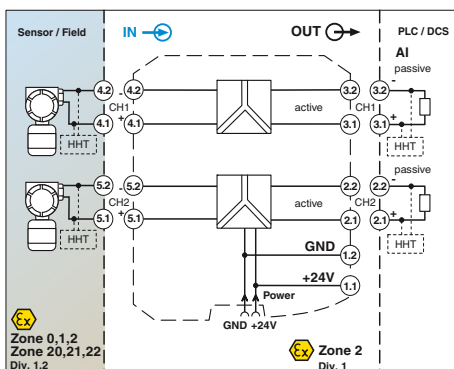 Sensor / Field IN OUT PLC / DCS
AI
passive
4.2 4.2 - 3.2 3.2 -
CH1 CH1
4.1 + 4.1 active 3.1 3.1 +
HHT HHT
passive
5.2 5.2 - 2.2 2.2 -
CH2 CH2
5.1 + 5.1 active 2.1 2.1 +
HHT HHT
GND 1.2
+24V 1.1
Power
GND +24V
Ex
Zone 0,1,2
Zone 20,21,22
Div. 1,2
Ex Zone 2
Div. 1